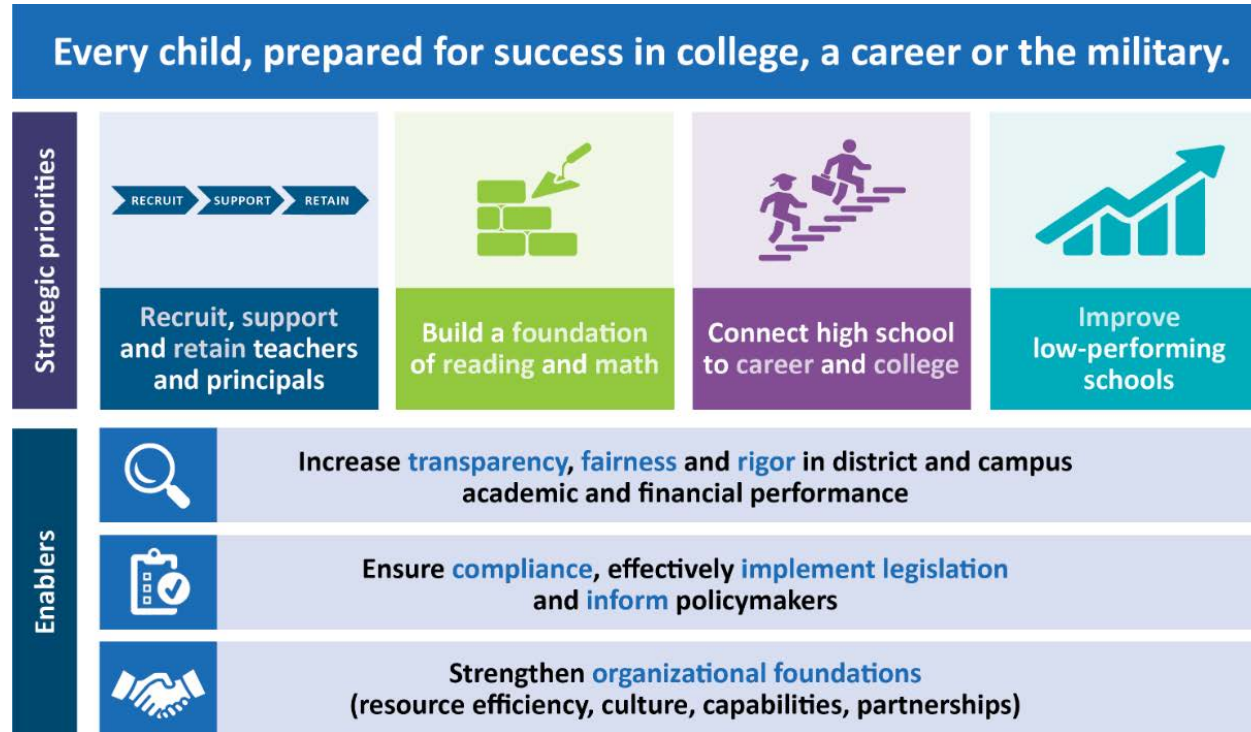 Every child, prepared for success in college, a career or the military.
Strategic priorities
RECRUIT SUPPORT RETAIN
Recruit, support
and retain teachers
and principals
Build a foundation
of reading and math
Connect high school
to career and college
Improve
low-performing
schools
Enablers
Increase transparency, fairness and rigor in district and campus
academic and financial performance
Ensure compliance, effectively implement legislation
and inform policymakers
Strengthen organizational foundations
(resource efficiency, culture, capabilities, partnerships)